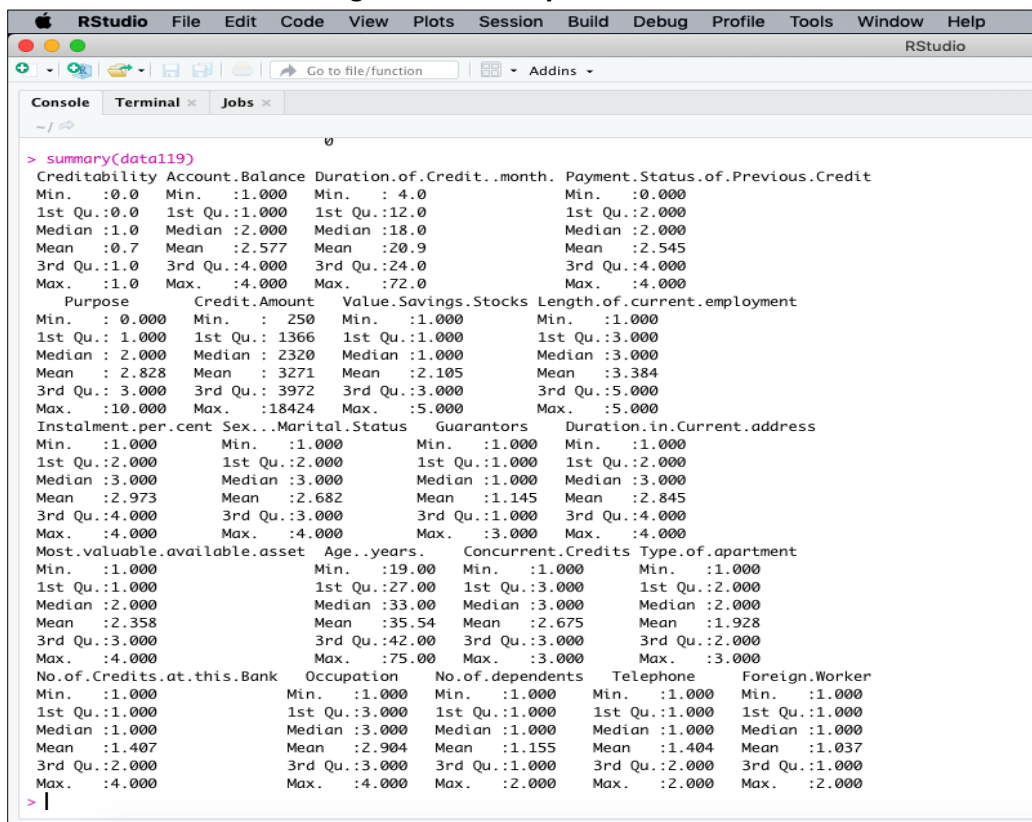 RStudio File Edit Code View Plots Session Build Debug Profile Tools Window Help
RStudio
Go to file/function Addins
Console Terminal × Jobs ×
~/
0
> summary(data119)
Creditability Account.Balance Duration.of.Credit..month. Payment.Status.of.Previous.Credit
Min. :0.0 Min. :1.000 Min. : 4.0 Min. :0.000
1st Qu.:0.0 1st Qu.:1.000 1st Qu.:12.0 1st Qu.:2.000
Median :1.0 Median :2.000 Median :18.0 Median :2.000
Mean :0.7 Mean :2.577 Mean :20.9 Mean :2.545
3rd Qu.:1.0 3rd Qu.:4.000 3rd Qu.:24.0 3rd Qu.:4.000
Max. :1.0 Max. :4.000 Max. :72.0 Max. :4.000
Purpose Credit.Amount Value.Savings.Stocks Length.of.current.employment
Min. : 0.000 Min. : 250 Min. :1.000 Min. :1.000
1st Qu.: 1.000 1st Qu.: 1366 1st Qu.:1.000 1st Qu.:3.000
Median : 2.000 Median : 2320 Median :1.000 Median :3.000
Mean : 2.828 Mean : 3271 Mean :2.105 Mean :3.384
3rd Qu.: 3.000 3rd Qu.: 3972 3rd Qu.:3.000 3rd Qu.:5.000
Max. :10.000 Max. :18424 Max. :5.000 Max. :5.000
Instalment.per.cent Sex...Marital.Status Guarantors Duration.in.Current.address
Min. :1.000 Min. :1.000 Min. :1.000 Min. :1.000
1st Qu.:2.000 1st Qu.:2.000 1st Qu.:1.000 1st Qu.:2.000
Median :3.000 Median :3.000 Median :1.000 Median :3.000
Mean :2.973 Mean :2.682 Mean :1.145 Mean :2.845
3rd Qu.:4.000 3rd Qu.:3.000 3rd Qu.:1.000 3rd Qu.:4.000
Max. :4.000 Max. :4.000 Max. :3.000 Max. :4.000
Most.valuable.available.asset Age..years. Concurrent.Credits Type.of.apartment
Min. :1.000 Min. :19.00 Min. :1.000 Min. :1.000
1st Qu.:1.000 1st Qu.:27.00 1st Qu.:3.000 1st Qu.:2.000
Median :2.000 Median :33.00 Median :3.000 Median :2.000
Mean :2.358 Mean :35.54 Mean :2.675 Mean :1.928
3rd Qu.:3.000 3rd Qu.:42.00 3rd Qu.:3.000 3rd Qu.:2.000
Max. :4.000 Max. :75.00 Max. :3.000 Max. :3.000
No.of.Credits.at.this.Bank Occupation No.of.dependents Telephone Foreign.Worker
Min. :1.000 Min. :1.000 Min. :1.000 Min. :1.000 Min. :1.000
1st Qu.:1.000 1st Qu.:3.000 1st Qu.:1.000 1st Qu.:1.000 1st Qu.:1.000
Median :1.000 Median :3.000 Median :1.000 Median :1.000 Median :1.000
Mean :1.407 Mean :2.904 Mean :1.155 Mean :1.404 Mean :1.037
3rd Qu.:2.000 3rd Qu.:3.000 3rd Qu.:1.000 3rd Qu.:2.000 3rd Qu.:1.000
Max. :4.000 Max. :4.000 Max. :2.000 Max. :2.000 Max. :2.000
>